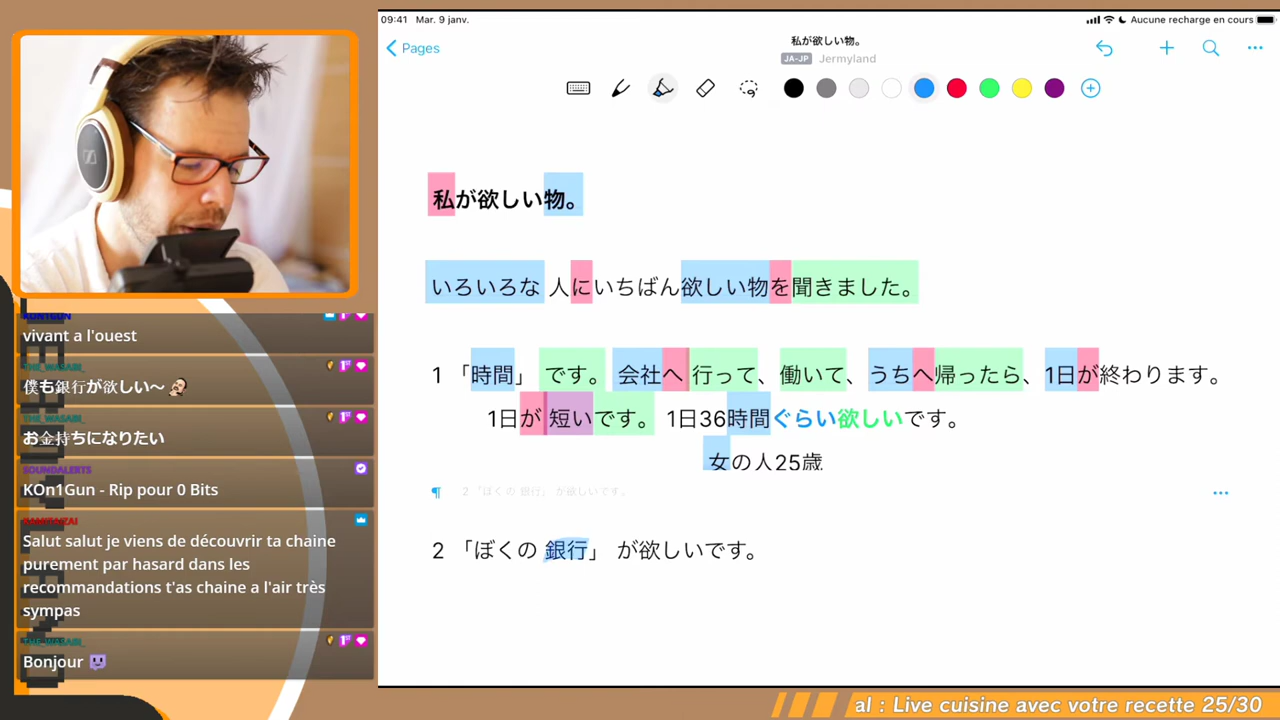 09:41 Mar. 9 janv.
Aucune recharge en cours
Pages
私が欲しい物。
JA-JP Jermyland
私が欲しい物。
いろいろな 人にいちばん欲しい物を聞きました。
1 「時間」 です。 会社へ 行って、働いて、うちへ帰ったら、1日が終わります。
1日が 短いです。 1日36時間ぐらい欲しいです。
女の人25歳
2 「ぼくの 銀行」 が欲しいです。
2 「ぼくの 銀行」 が欲しいです。
KON1GUN
vivant a l'ouest
THE_WASABI_
僕も銀行が欲しい〜
THE_WASABI_
お金持ちになりたい
SOUNDALERTS
KOn1Gun - Rip pour 0 Bits
Salut salut je viens de découvrir ta chaine
purement par hasard dans les
recommandations t'as chaine a l'air très
sympas
THE_WASABI_
Bonjour
al : Live cuisine avec votre recette 25/30